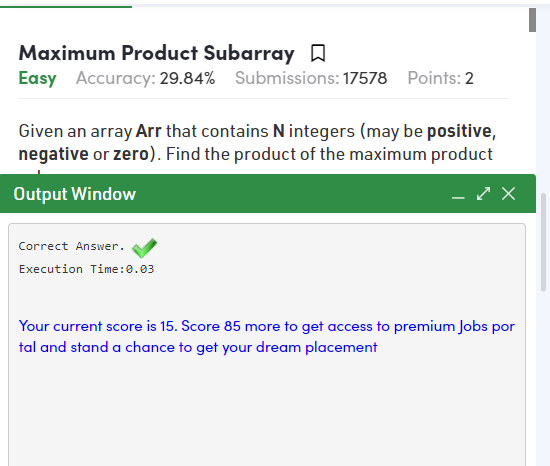 Maximum Product Subarray
Easy Accuracy: 29.84% Submissions: 17578 Points: 2
Given an array Arr that contains N integers (may be positive,
negative or zero). Find the product of the maximum product
Output Window
Correct Answer.
Execution Time:0.03
Your current score is 15. Score 85 more to get access to premium Jobs por
tal and stand a chance to get your dream placement